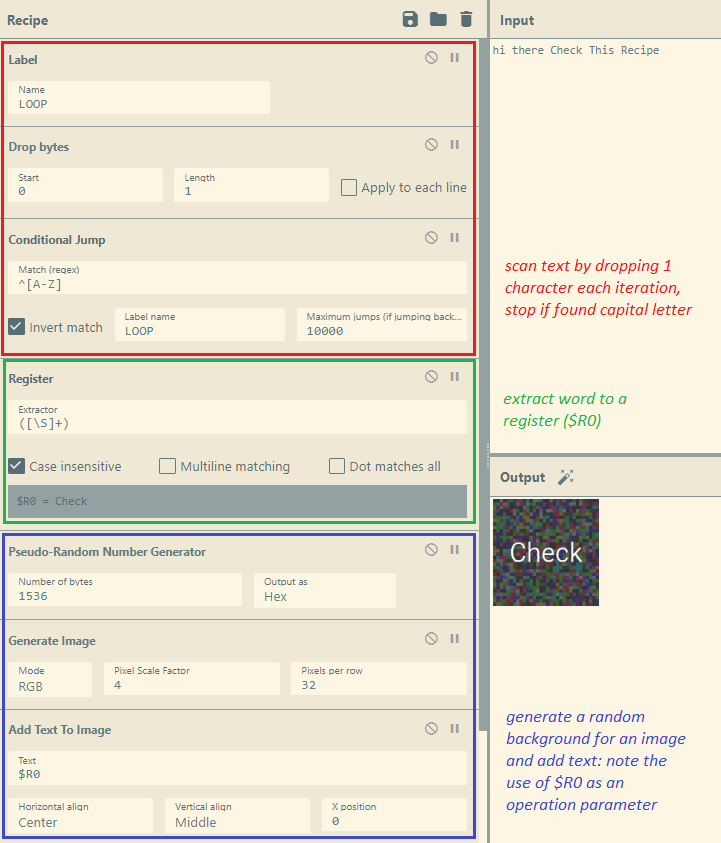 Recipe
Label
Name
LOOP
Drop bytes
Start
0
Length
1
Apply to each line
Conditional Jump
Match (regex)
^[A-Z]
Invert match
Label name
LOOP
Maximum jumps (if jumping back...
10000
Register
Extractor
([\S]+)
Case insensitive
Multiline matching
Dot matches all
$R0 = Check
Pseudo-Random Number Generator
Number of bytes
1536
Output as
Hex
Generate Image
Mode
RGB
Pixel Scale Factor
4
Pixels per row
32
Add Text To Image
Text
$R0
Horizontal align
Center
Vertical align
Middle
X position
0
Input
hi there Check This Recipe
scan text by dropping 1
character each iteration,
stop if found capital letter
extract word to a
register ($R0)
Output
Check
generate a random
background for an image
and add text: note the
use of $R0 as an
operation parameter